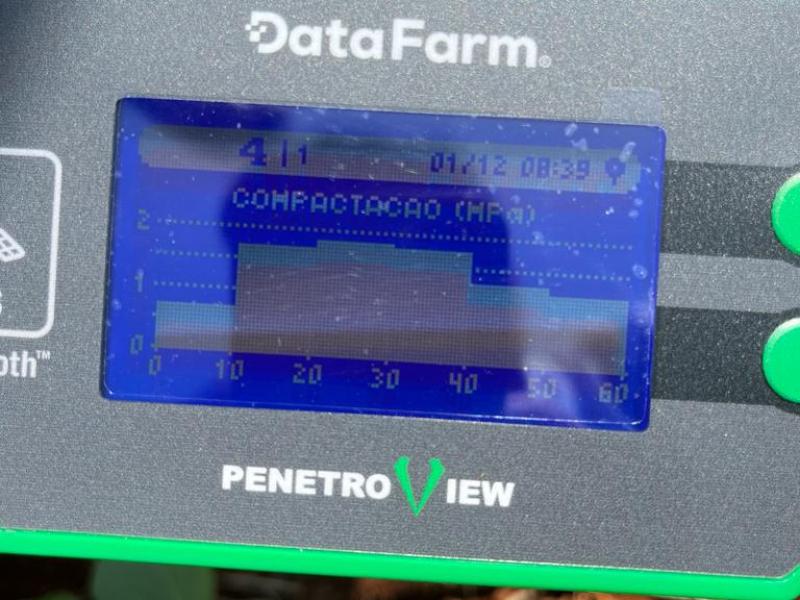 DataFarm®
4 | 1 01/12 08:39
COMPACTACAO (MPa)
2
1
0
0 10 20 30 40 50 60
oth™
PENETROVIEW